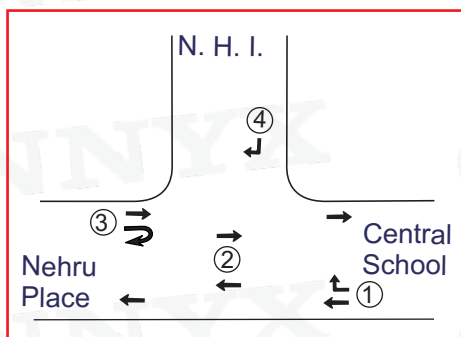 N. H. I.
④
③
②
Central
School
Nehru
Place
①